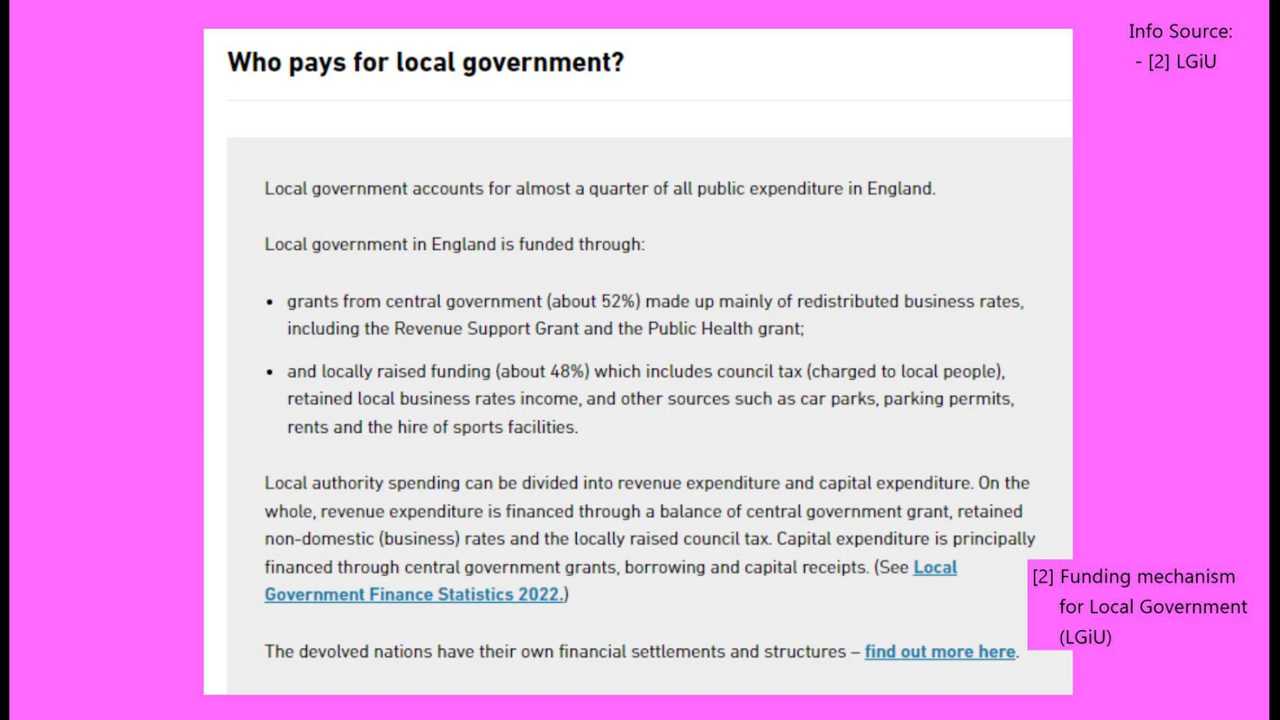 Who pays for local government?
Info Source:
- [2] LGiU
Local government accounts for almost a quarter of all public expenditure in England.
Local government in England is funded through:
• grants from central government (about 52%) made up mainly of redistributed business rates,
including the Revenue Support Grant and the Public Health grant;
• and locally raised funding (about 48%) which includes council tax (charged to local people),
retained local business rates income, and other sources such as car parks, parking permits,
rents and the hire of sports facilities.
Local authority spending can be divided into revenue expenditure and capital expenditure. On the
whole, revenue expenditure is financed through a balance of central government grant, retained
non-domestic (business) rates and the locally raised council tax. Capital expenditure is principally
financed through central government grants, borrowing and capital receipts. (See Local
Government Finance Statistics 2022.)
The devolved nations have their own financial settlements and structures – find out more here.
[2] Funding mechanism
for Local Government
(LGiU)